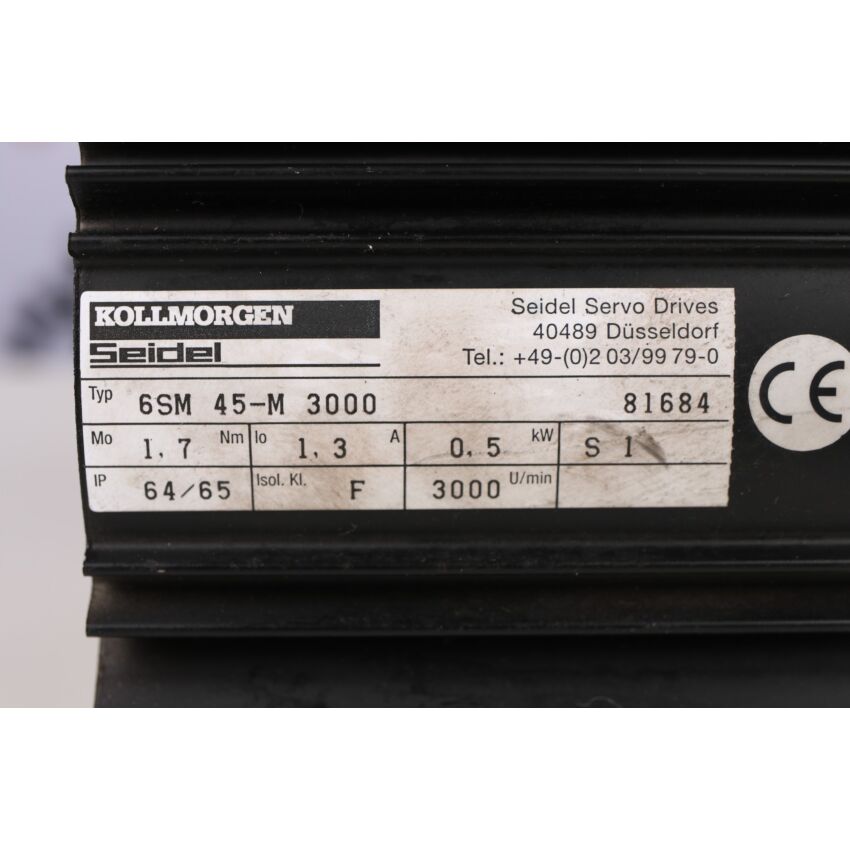 KOLLMORGEN
Seidel
Seidel Servo Drives
40489 Düsseldorf
Tel.: +49-(0)2 03/99 79-0
Typ 6SM 45-M 3000 81684
Mo 1,7 Nm Io 1,3 A 0,5 kW S 1
IP 64/65 Isol. Kl. F 3000 U/min
CE